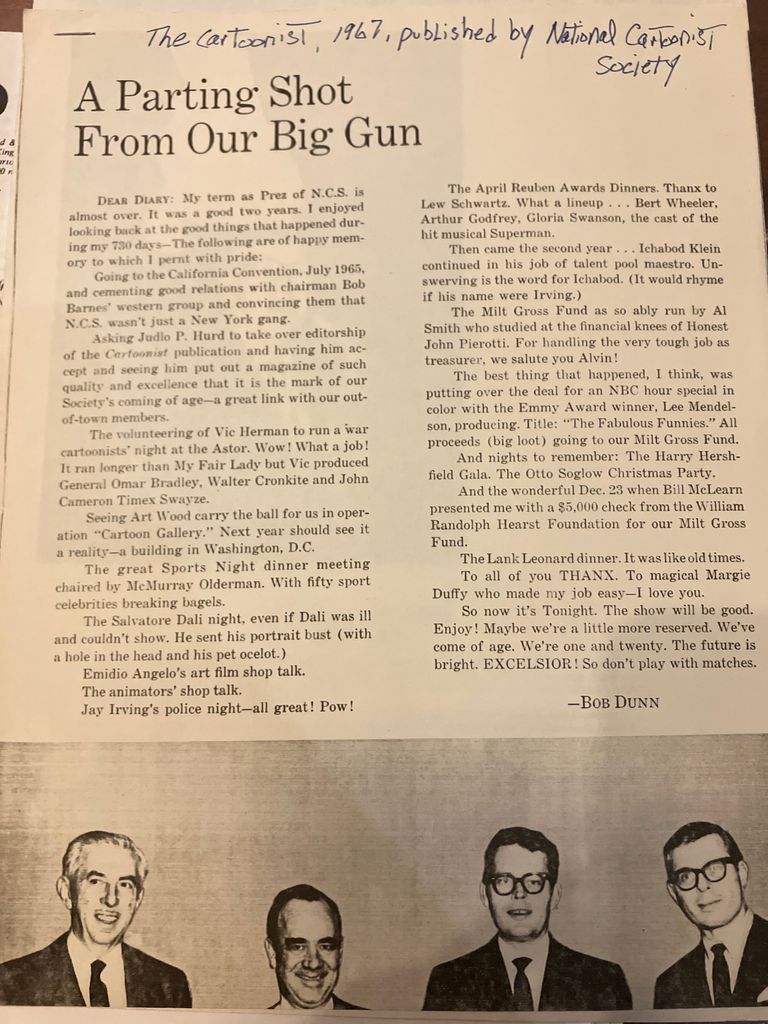 The Cartoonist, 1967, published by National Cartoonist
Society
A Parting Shot
From Our Big Gun
DEAR DIARY: My term as Prez of N.C.S. is
almost over. It was a good two years. I enjoyed
looking back at the good things that happened dur-
ing my 730 days—The following are of happy mem-
ory to which I pernt with pride:
Going to the California Convention, July 1965,
and cementing good relations with chairman Bob
Barnes' western group and convincing them that
N.C.S. wasn't just a New York gang.
Asking Judlo P. Hurd to take over editorship
of the Cartoonist publication and having him ac-
cept and seeing him put out a magazine of such
quality and excellence that it is the mark of our
Society's coming of age—a great link with our out-
of-town members.
The volunteering of Vic Herman to run a war
cartoonists' night at the Astor. Wow! What a job!
It ran longer than My Fair Lady but Vic produced
General Omar Bradley, Walter Cronkite and John
Cameron Timex Swayze.
Seeing Art Wood carry the ball for us in oper-
ation "Cartoon Gallery." Next year should see it
a reality—a building in Washington, D.C.
The great Sports Night dinner meeting
chaired by McMurray Olderman. With fifty sport
celebrities breaking bagels.
The Salvatore Dali night, even if Dali was ill
and couldn't show. He sent his portrait bust (with
a hole in the head and his pet ocelot.)
Emidio Angelo's art film shop talk.
The animators' shop talk.
Jay Irving's police night—all great! Pow!
The April Reuben Awards Dinners. Thanx to
Lew Schwartz. What a lineup . . . Bert Wheeler,
Arthur Godfrey, Gloria Swanson, the cast of the
hit musical Superman.
Then came the second year . . . Ichabod Klein
continued in his job of talent pool maestro. Un-
swerving is the word for Ichabod. (It would rhyme
if his name were Irving.)
The Milt Gross Fund as so ably run by Al
Smith who studied at the financial knees of Honest
John Pierotti. For handling the very tough job as
treasurer, we salute you Alvin!
The best thing that happened, I think, was
putting over the deal for an NBC hour special in
color with the Emmy Award winner, Lee Mendel-
son, producing. Title: "The Fabulous Funnies." All
proceeds (big loot) going to our Milt Gross Fund.
And nights to remember: The Harry Hersh-
field Gala. The Otto Soglow Christmas Party.
And the wonderful Dec. 23 when Bill McLearn
presented me with a $5,000 check from the William
Randolph Hearst Foundation for our Milt Gross
Fund.
The Lank Leonard dinner. It was like old times.
To all of you THANX. To magical Margie
Duffy who made my job easy—I love you.
So now it's Tonight. The show will be good.
Enjoy! Maybe we're a little more reserved. We've
come of age. We're one and twenty. The future is
bright. EXCELSIOR! So don't play with matches.
—BOB DUNN